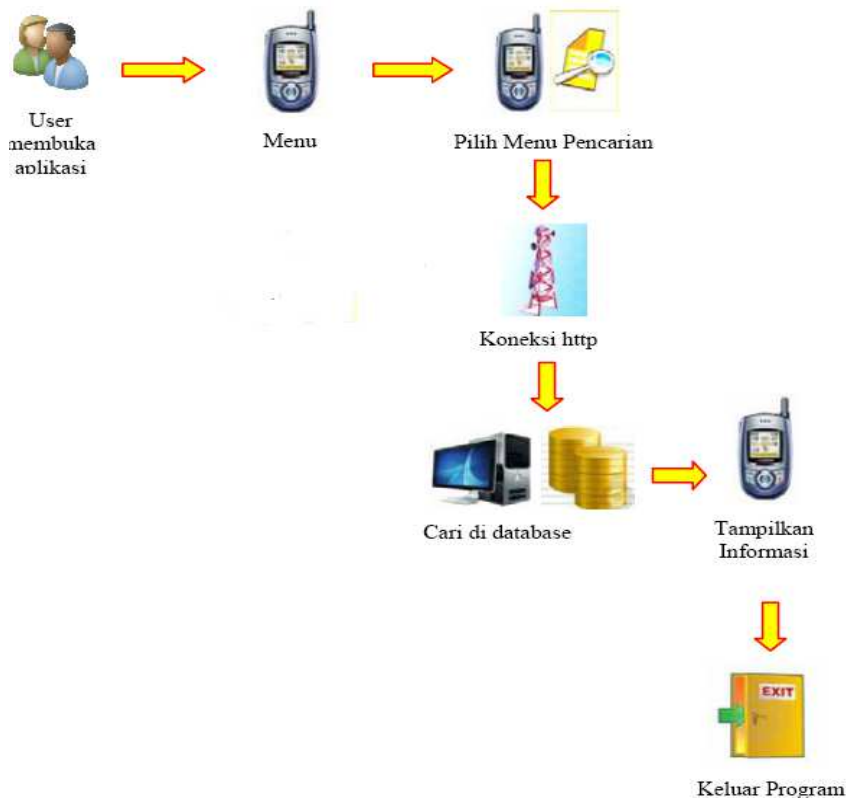 User
membuka
aplikasi
Menu
Pilih Menu Pencarian
Koneksi http
Cari di database
Tampilkan
Informasi
EXIT
Keluar Program